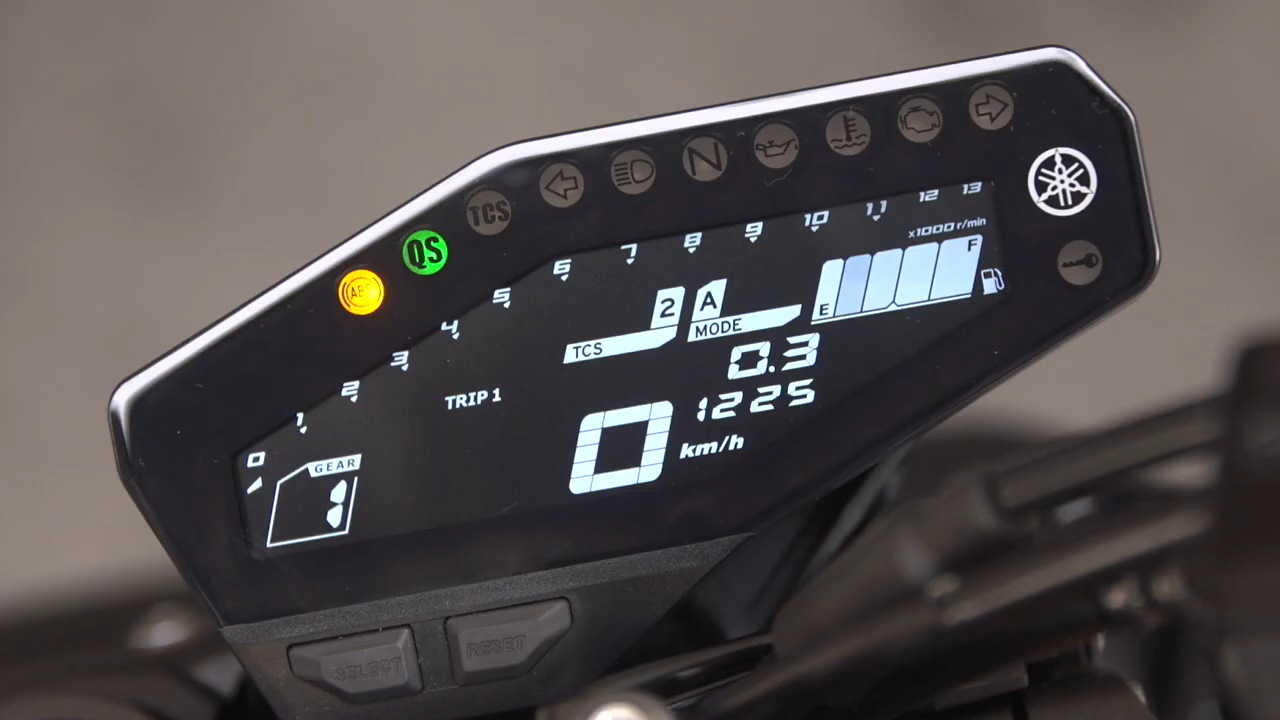 ABS
QS
TCS
N
0 1 2 3 4 5 6 7 8 9 10 11 12 13
x1000 r/min
TCS 2
A MODE
E F
0.3
TRIP 1
1225
0 km/h
GEAR
1
SELECT
RESET